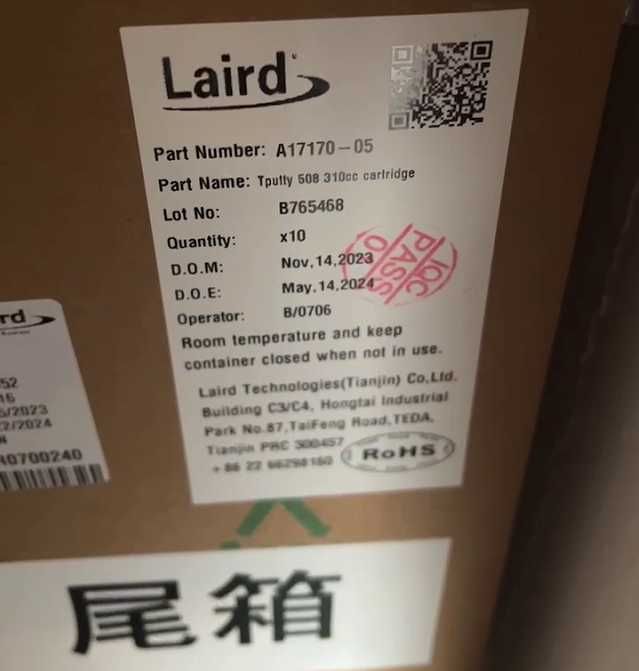 Laird
Part Number: A17170-05
Part Name: Tputty 508 310cc cartridge
Lot No: B765468
Quantity: x10
D.O.M: Nov,14,2023
D.O.E: May,14,2024
Operator: B/0706
IQC
PASS
Room temperature and keep
container closed when not in use.
Laird Technologies(Tianjin) Co,Ltd.
Building C3/C4, Hongtai Industrial
Park No.87,TaiFeng Road,TEDA,
Tianjin PRC 300457
+86 22 66298160
RoHS
rd
52
16
5/2023
2/2024
40700240
尾箱